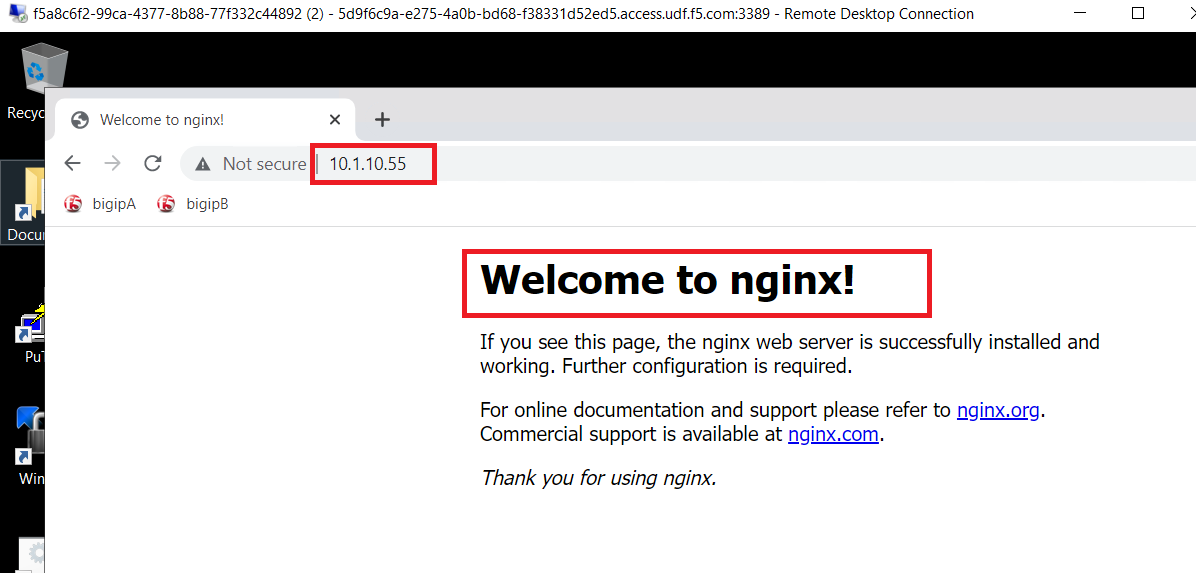 f5a8c6f2-99ca-4377-8b88-77f332c44892 (2) - 5d9f6c9a-e275-4a0b-bd68-f38331d52ed5.access.udf.f5.com:3389 - Remote Desktop Connection
Recyc
Welcome to nginx!
Not secure | 10.1.10.55
bigipA bigipB
Docum
Welcome to nginx!
If you see this page, the nginx web server is successfully installed and
working. Further configuration is required.
PuT
For online documentation and support please refer to nginx.org.
Commercial support is available at nginx.com.
Win
Thank you for using nginx.